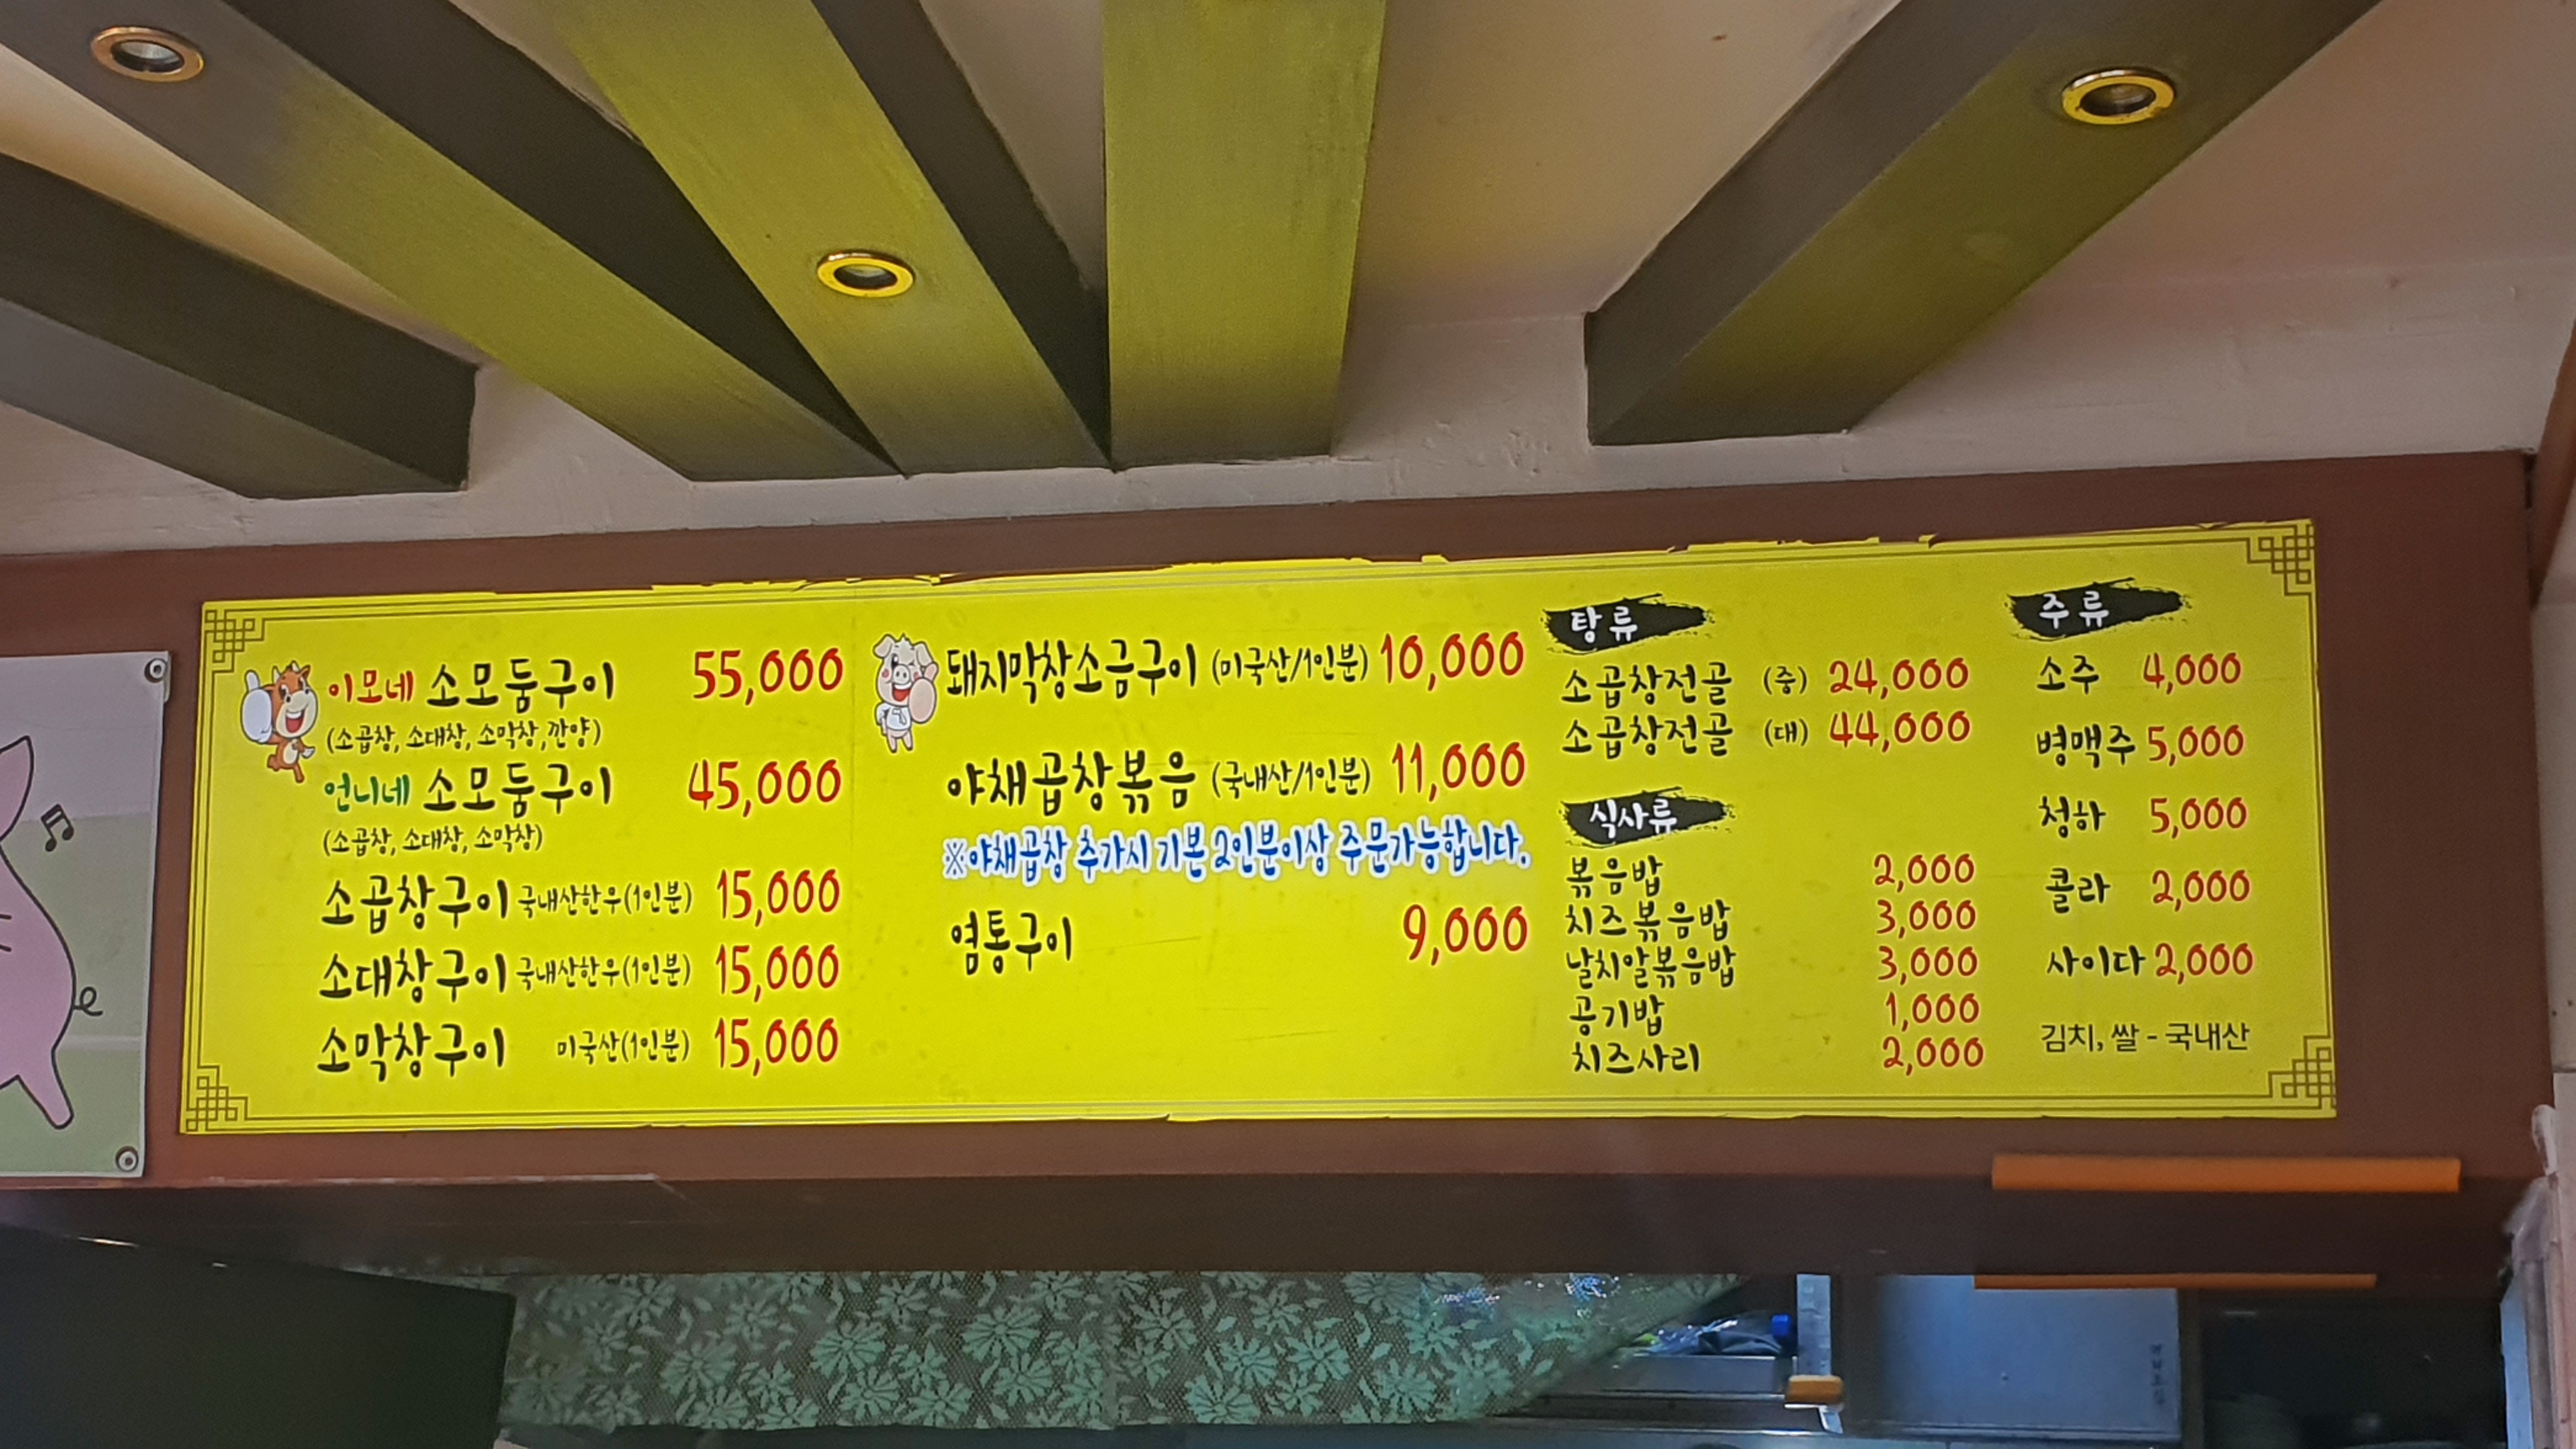 이모네 소모둠구이 55,000
(소곱창, 소대창, 소막창, 깐양)
언니네 소모둠구이 45,000
(소곱창, 소대창, 소막창)
소곱창구이 국내산한우(1인분) 15,000
소대창구이 국내산한우(1인분) 15,000
소막창구이 미국산(1인분) 15,000
돼지막창소금구이 (미국산/1인분) 10,000
야채곱창볶음 (국내산/1인분) 11,000
※야채곱창 추가시 기본 2인분이상 주문가능합니다.
염통구이 9,000
탕류
소곱창전골 (중) 24,000
소곱창전골 (대) 44,000
식사류
볶음밥 2,000
치즈볶음밥 3,000
날치알볶음밥 3,000
공기밥 1,000
치즈사리 2,000
주류
소주 4,000
병맥주 5,000
청하 5,000
콜라 2,000
사이다 2,000
김치, 쌀 - 국내산